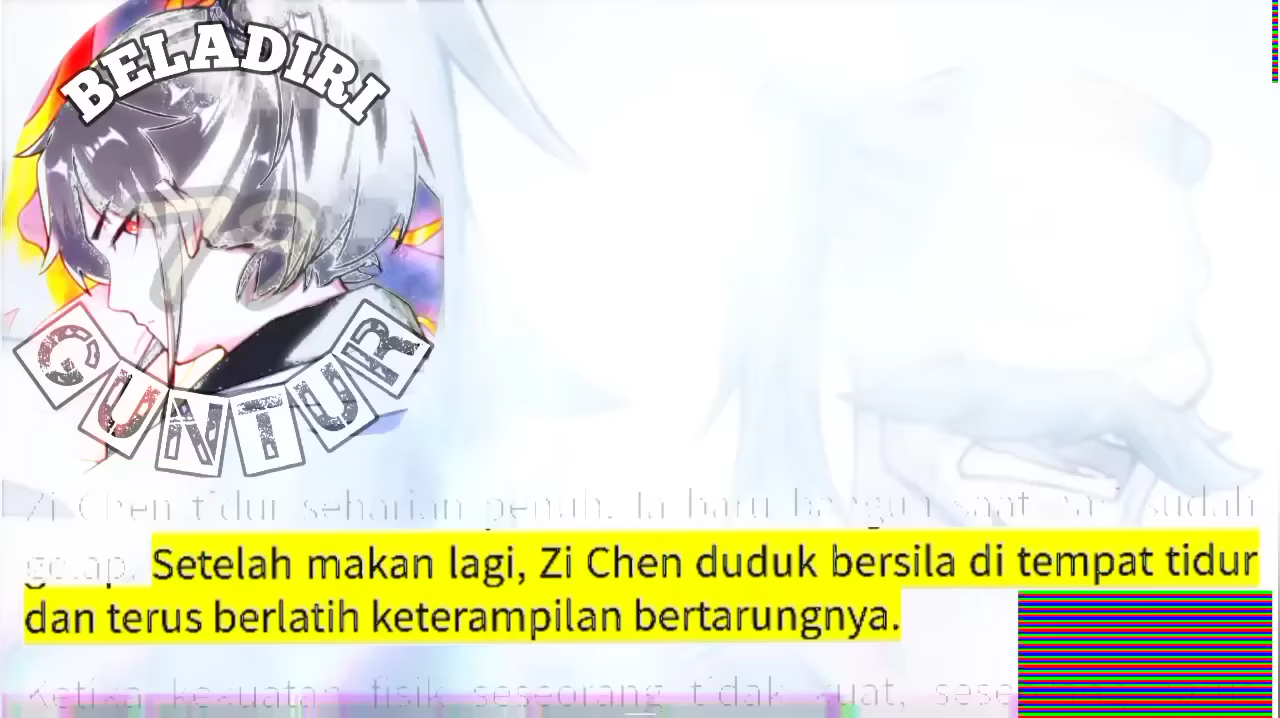 BELADIRI
GUNTUR
Zi Chen tidur seharian penuh. Ia baru bangun saat hari sudah
gelap. Setelah makan lagi, Zi Chen duduk bersila di tempat tidur
dan terus berlatih keterampilan bertarungnya.
Ketika kekuatan fisik seseorang tidak kuat,